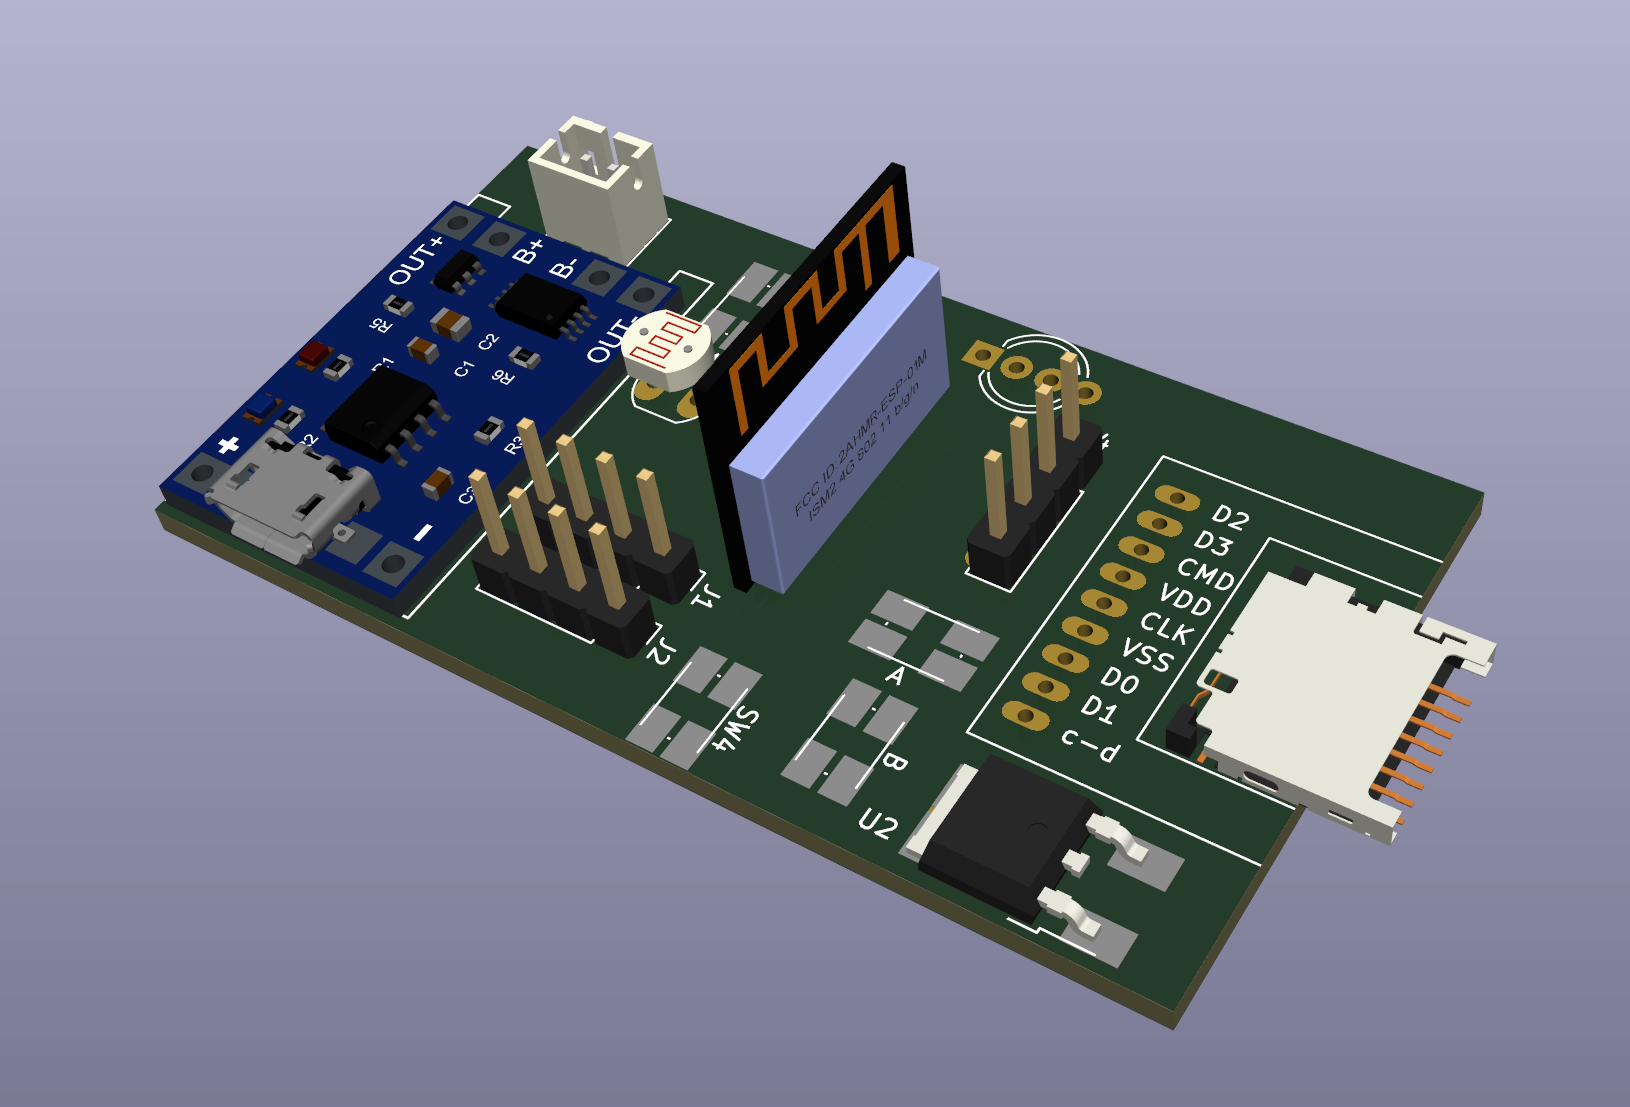 OUT+
B+
B-
OUT-
R5
C2
C1
R6
R3
C3
+
-
FCC ID:2AHMR-ESP-01M
ISM2.4G 802.11 b/g/n
J1
J2
SW4
A
B
U2
D2
D3
CMD
VDD
CLK
VSS
D0
D1
c-d